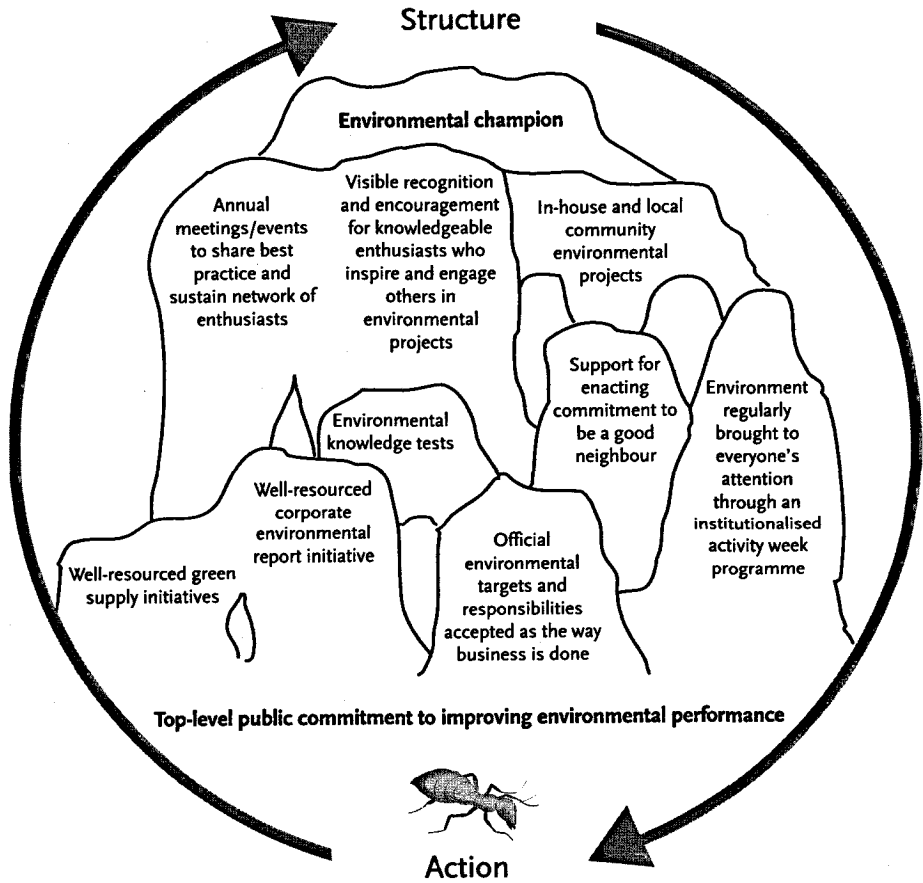 Structure
Environmental champion
Annual
meetings/events
to share best
practice and
sustain network of
enthusiasts
Visible recognition
and encouragement
for knowledgeable
enthusiasts who
inspire and engage
others in
environmental
projects
In-house and local
community
environmental
projects
Environmental
knowledge tests
Support for
enacting
commitment to
be a good
neighbour
Environment
regularly
brought to
everyone's
attention
through an
institutionalised
activity week
programme
Well-resourced
corporate
environmental
report initiative
Well-resourced green
supply initiatives
Official
environmental
targets and
responsibilities
accepted as the way
business is done
Top-level public commitment to improving environmental performance
Action